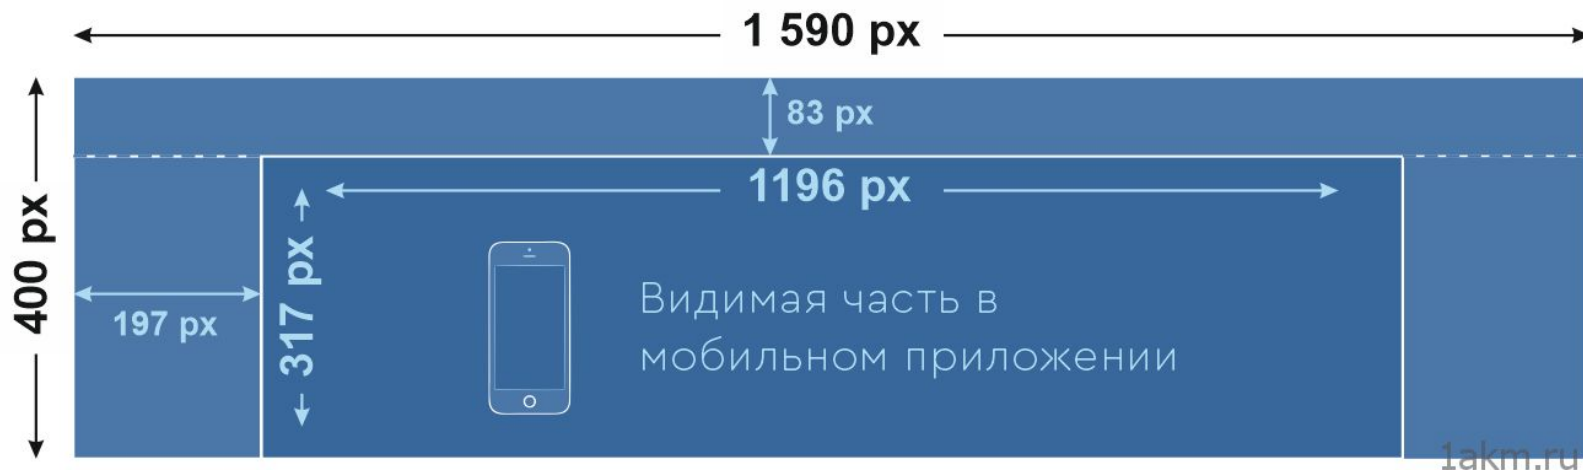 1 590 px
83 px
1196 px
400 px
317 px
197 px
Видимая часть в
мобильном приложении
1akm.ru